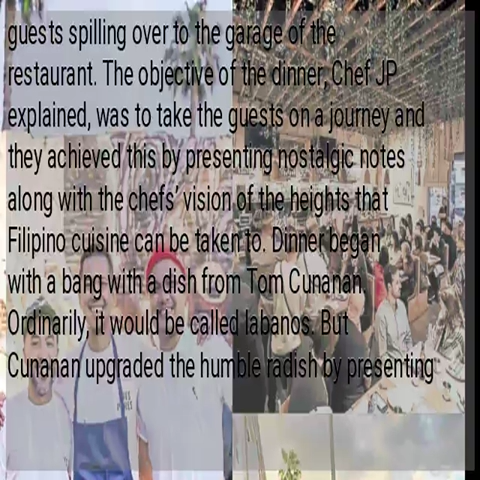 guests spilling over to the garage of the
restaurant. The objective of the dinner, Chef JP
explained, was to take the guests on a journey and
they achieved this by presenting nostalgic notes
along with the chefs' vision of the heights that
Filipino cuisine can be taken to. Dinner began
with a bang with a dish from Tom Cunanan.
Ordinarily, it would be called labanos. But
Cunanan upgraded the humble radish by presenting